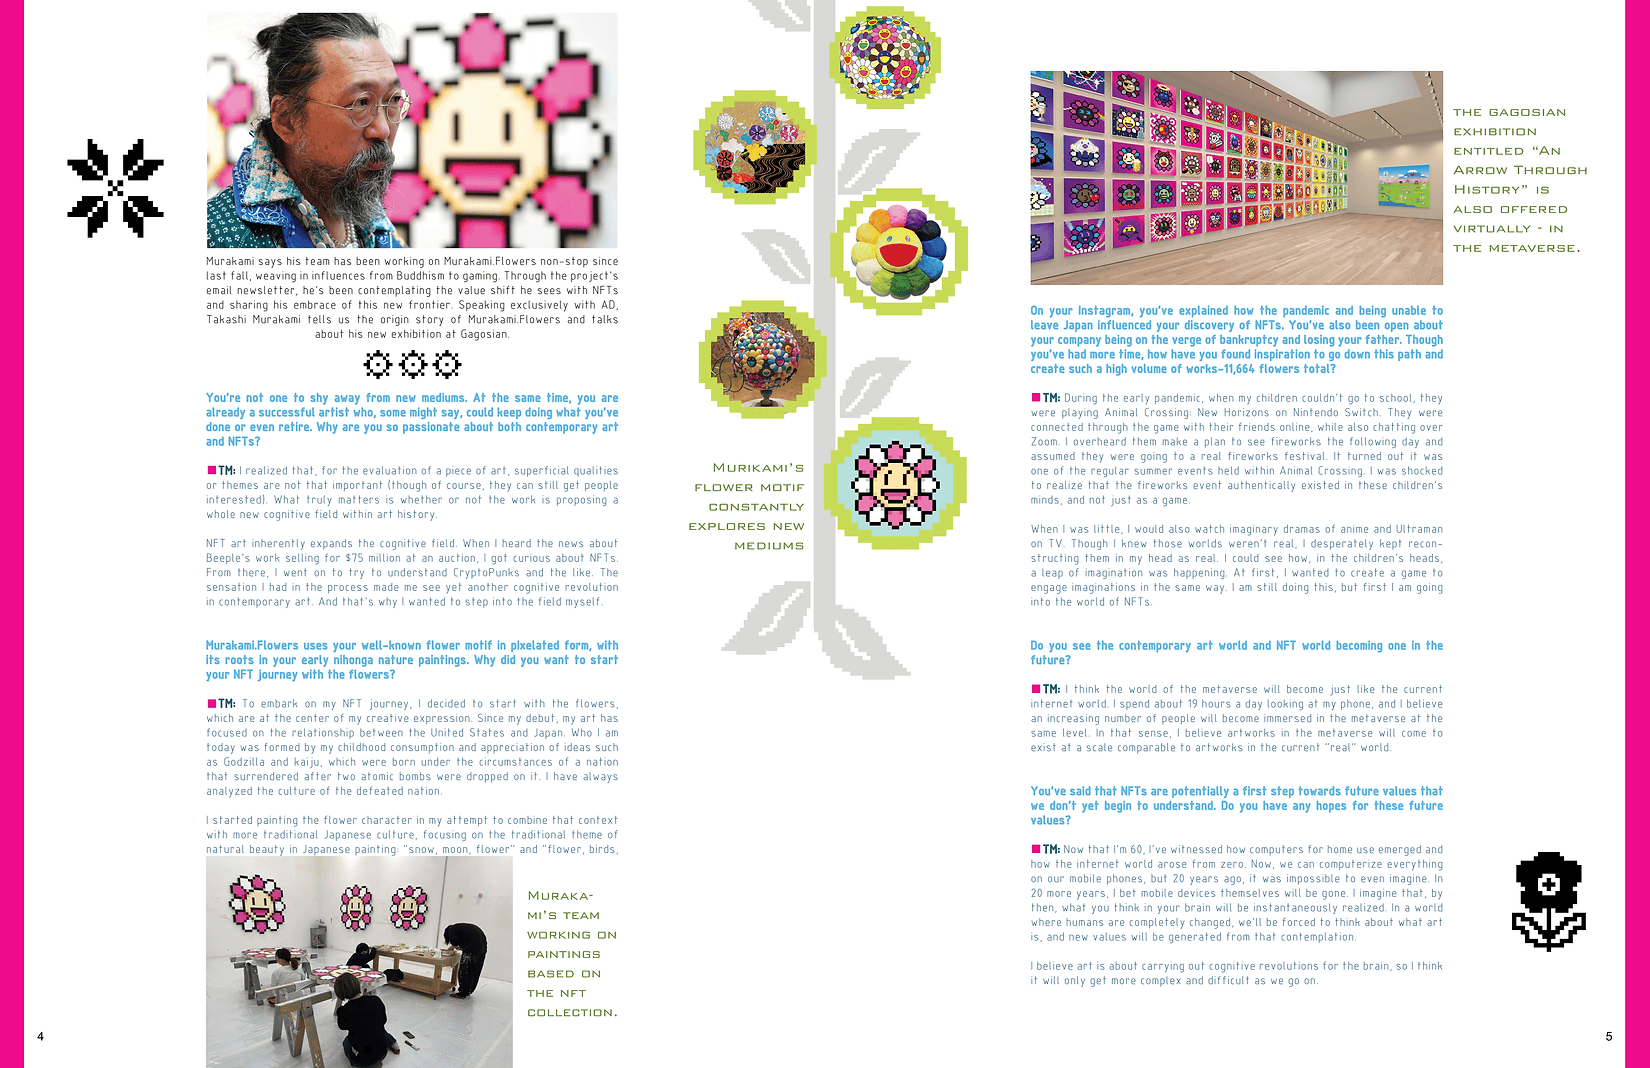 Murakami says his team has been working on Murakami.Flowers non-stop since
last fall, weaving in influences from Buddhism to gaming. Through the project's
email newsletter, he's been contemplating the value shift he sees with NFTs
and sharing his embrace of this new frontier. Speaking exclusively with AD,
Takashi Murakami tells us the origin story of Murakami.Flowers and talks
about his new exhibition at Gagosian.
You're not one to shy away from new mediums. At the same time, you are
already a successful artist who, some might say, could keep doing what you've
done or even retire. Why are you so passionate about both contemporary art
and NFTs?
TM: I realized that, for the evaluation of a piece of art, superficial qualities
or themes are not that important (though of course, they can still get people
interested). What truly matters is whether or not the work is proposing a
whole new cognitive field within art history.
NFT art inherently expands the cognitive field. When I heard the news about
Beeple's work selling for $75 million at an auction, I got curious about NFTs.
From there, I went on to try to understand CryptoPunks and the like. The
sensation I had in the process made me see yet another cognitive revolution
in contemporary art. And that's why I wanted to step into the field myself.
Murakami.Flowers uses your well-known flower motif in pixelated form, with
its roots in your early nihonga nature paintings. Why did you want to start
your NFT journey with the flowers?
TM: To embark on my NFT journey, I decided to start with the flowers,
which are at the center of my creative expression. Since my debut, my art has
focused on the relationship between the United States and Japan. Who I am
today was formed by my childhood consumption and appreciation of ideas such
as Godzilla and kaiju, which were born under the circumstances of a nation
that surrendered after two atomic bombs were dropped on it. I have always
analyzed the culture of the defeated nation.
I started painting the flower character in my attempt to combine that context
with more traditional Japanese culture, focusing on the traditional theme of
natural beauty in Japanese painting: "snow, moon, flower" and "flower, birds,
Muraka-
mi's team
working on
paintings
based on
the nft
collection.
4
Murikami's
flower motif
constantly
explores new
mediums
the gagosian
exhibition
entitled "An
Arrow Through
History" is
also offered
virtually - in
the metaverse.
On your Instagram, you've explained how the pandemic and being unable to
leave Japan influenced your discovery of NFTs. You've also been open about
your company being on the verge of bankruptcy and losing your father. Though
you've had more time, how have you found inspiration to go down this path and
create such a high volume of works-11,664 flowers total?
TM: During the early pandemic, when my children couldn't go to school, they
were playing Animal Crossing: New Horizons on Nintendo Switch. They were
connected through the game with their friends online, while also chatting over
Zoom. I overheard them make a plan to see fireworks the following day and
assumed they were going to a real fireworks festival. It turned out it was
one of the regular summer events held within Animal Crossing. I was shocked
to realize that the fireworks event authentically existed in these children's
minds, and not just as a game.
When I was little, I would also watch imaginary dramas of anime and Ultraman
on TV. Though I knew those worlds weren't real, I desperately kept recon-
structing them in my head as real. I could see how, in the children's heads,
a leap of imagination was happening. At first, I wanted to create a game to
engage imaginations in the same way. I am still doing this, but first I am going
into the world of NFTs.
Do you see the contemporary art world and NFT world becoming one in the
future?
TM: I think the world of the metaverse will become just like the current
internet world. I spend about 19 hours a day looking at my phone, and I believe
an increasing number of people will become immersed in the metaverse at the
same level. In that sense, I believe artworks in the metaverse will come to
exist at a scale comparable to artworks in the current "real" world.
You've said that NFTs are potentially a first step towards future values that
we don't yet begin to understand. Do you have any hopes for these future
values?
TM: Now that I'm 60, I've witnessed how computers for home use emerged and
how the internet world arose from zero. Now, we can computerize everything
on our mobile phones, but 20 years ago, it was impossible to even imagine. In
20 more years, I bet mobile devices themselves will be gone. I imagine that, by
then, what you think in your brain will be instantaneously realized. In a world
where humans are completely changed, we'll be forced to think about what art
is, and new values will be generated from that contemplation.
I believe art is about carrying out cognitive revolutions for the brain, so I think
it will only get more complex and difficult as we go on.
5